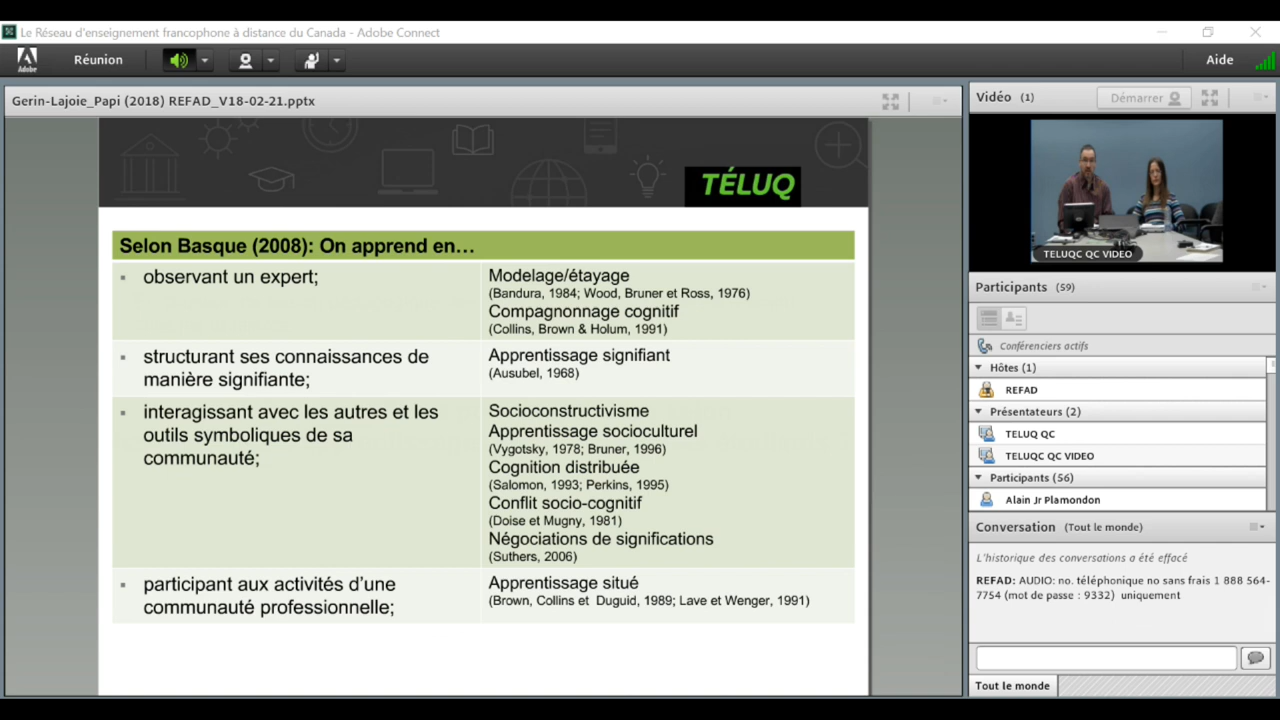 Le Réseau d'enseignement francophone à distance du Canada - Adobe Connect
Adobe
Réunion
Aide
Gerin-Lajoie_Papi (2018) REFAD_V18-02-21.pptx
TÉLUQ
Selon Basque (2008): On apprend en…
▪ observant un expert;
Modelage/étayage
(Bandura, 1984; Wood, Bruner et Ross, 1976)
Compagnonnage cognitif
(Collins, Brown & Holum, 1991)
▪ structurant ses connaissances de
manière signifiante;
Apprentissage signifiant
(Ausubel, 1968)
▪ interagissant avec les autres et les
outils symboliques de sa
communauté;
Socioconstructivisme
Apprentissage socioculturel
(Vygotsky, 1978; Bruner, 1996)
Cognition distribuée
(Salomon, 1993; Perkins, 1995)
Conflit socio-cognitif
(Doise et Mugny, 1981)
Négociations de significations
(Suthers, 2006)
▪ participant aux activités d'une
communauté professionnelle;
Apprentissage situé
(Brown, Collins et Duguid, 1989; Lave et Wenger, 1991)
Vidéo (1)
Démarrer
TELUQC QC VIDEO
Participants (59)
Conférenciers actifs
Hôtes (1)
REFAD
Présentateurs (2)
TELUQ QC
TELUQC QC VIDEO
Participants (56)
Alain Jr Plamondon
Conversation (Tout le monde)
L'historique des conversations a été effacé
REFAD: AUDIO: no. téléphonique no sans frais 1 888 564-
7754 (mot de passe : 9332) uniquement
Tout le monde